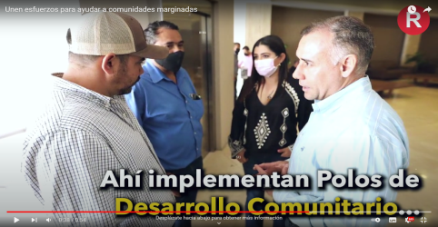 Unen esfuerzos para ayudar a comunidades marginadas
R
Ahí implementan Polos de
Desarrollo Comunitario
Desplázate hacia abajo para obtener más información